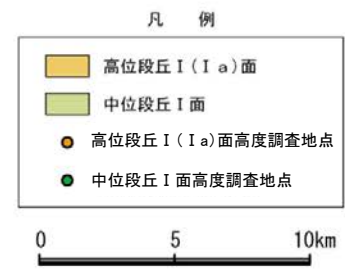 凡 例
高位段丘Ⅰ(Ⅰa)面
中位段丘Ⅰ面
高位段丘Ⅰ(Ⅰa)面高度調査地点
中位段丘Ⅰ面高度調査地点
0 5 10km